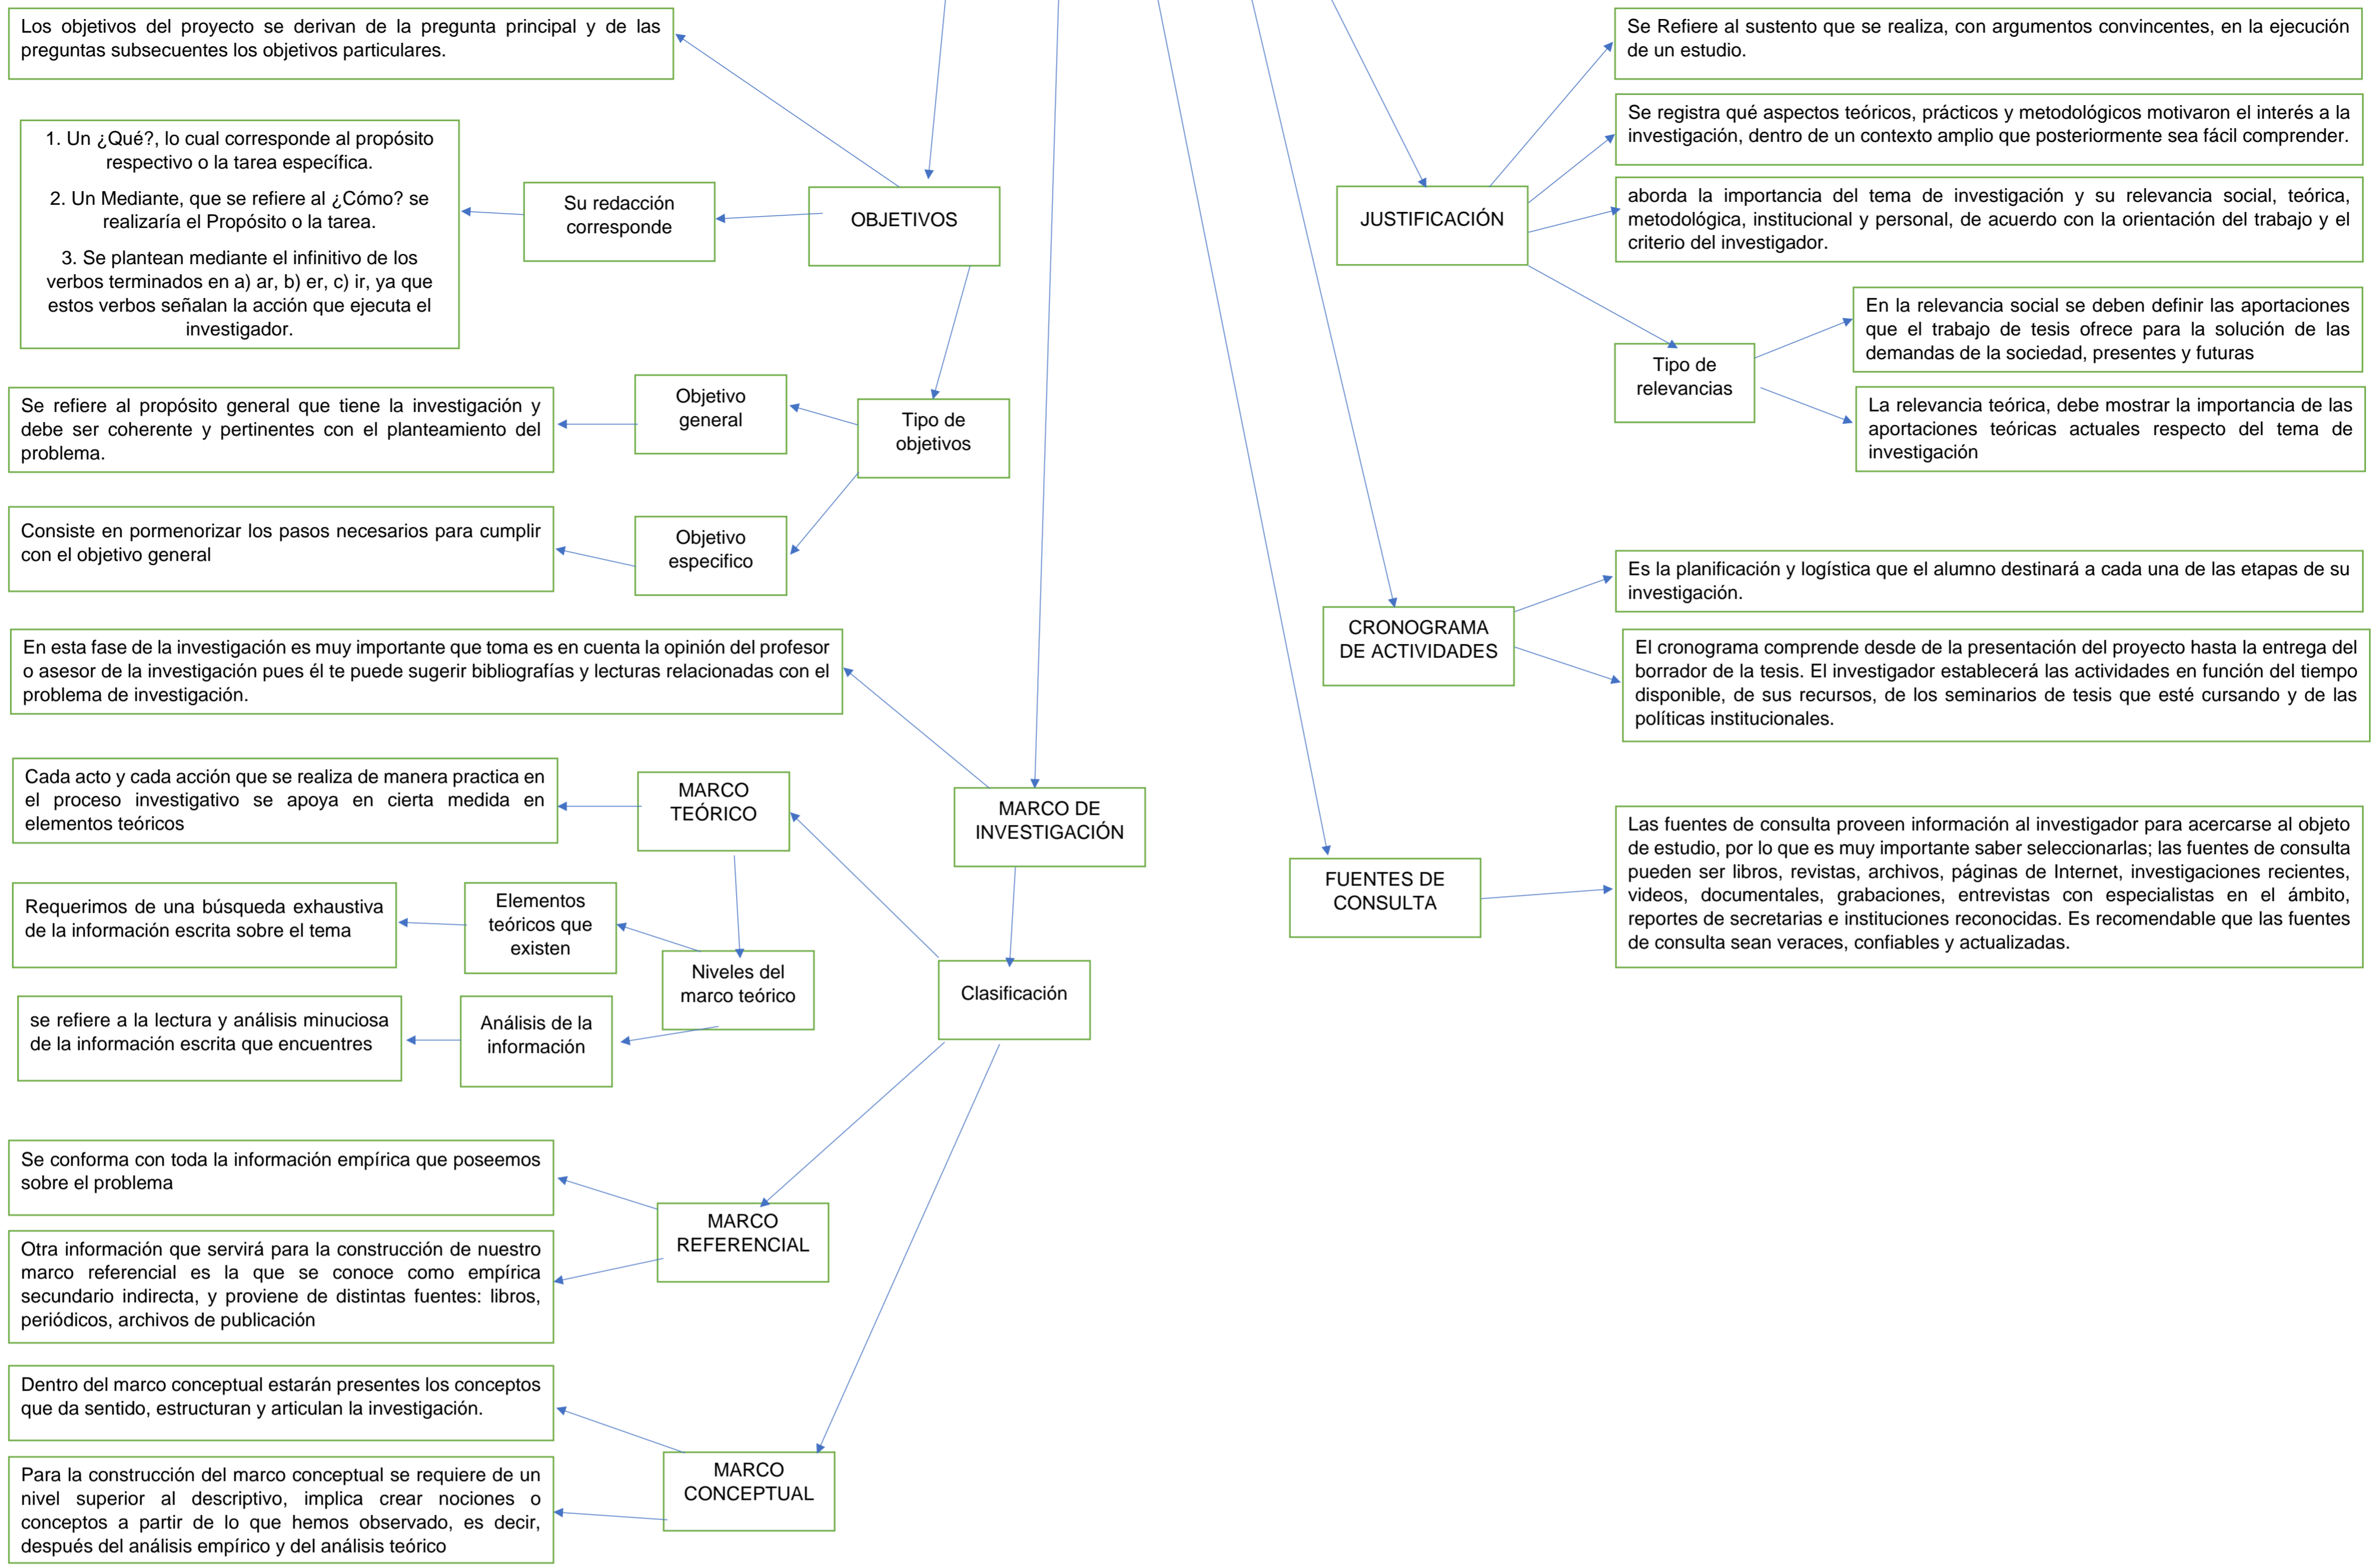 Los objetivos del proyecto se derivan de la pregunta principal y de las
preguntas subsecuentes los objetivos particulares.
1. Un ¿Qué?, lo cual corresponde al propósito
respectivo o la tarea específica.
2. Un Mediante, que se refiere al ¿Cómo? se
realizaría el Propósito o la tarea.
3. Se plantean mediante el infinitivo de los
verbos terminados en a) ar, b) er, c) ir, ya que
estos verbos señalan la acción que ejecuta el
investigador.
Su redacción
corresponde
OBJETIVOS
Se refiere al propósito general que tiene la investigación y
debe ser coherente y pertinentes con el planteamiento del
problema.
Objetivo
general
Tipo de
objetivos
Consiste en pormenorizar los pasos necesarios para cumplir
con el objetivo general
Objetivo
especifico
En esta fase de la investigación es muy importante que toma es en cuenta la opinión del profesor
o asesor de la investigación pues él te puede sugerir bibliografías y lecturas relacionadas con el
problema de investigación.
Cada acto y cada acción que se realiza de manera practica en
el proceso investigativo se apoya en cierta medida en
elementos teóricos
MARCO
TEÓRICO
MARCO DE
INVESTIGACIÓN
Requerimos de una búsqueda exhaustiva
de la información escrita sobre el tema
Elementos
teóricos que
existen
Niveles del
marco teórico
Clasificación
se refiere a la lectura y análisis minuciosa
de la información escrita que encuentres
Análisis de la
información
Se conforma con toda la información empírica que poseemos
sobre el problema
MARCO
REFERENCIAL
Otra información que servirá para la construcción de nuestro
marco referencial es la que se conoce como empírica
secundario indirecta, y proviene de distintas fuentes: libros,
periódicos, archivos de publicación
Dentro del marco conceptual estarán presentes los conceptos
que da sentido, estructuran y articulan la investigación.
MARCO
CONCEPTUAL
Para la construcción del marco conceptual se requiere de un
nivel superior al descriptivo, implica crear nociones o
conceptos a partir de lo que hemos observado, es decir,
después del análisis empírico y del análisis teórico
Se Refiere al sustento que se realiza, con argumentos convincentes, en la ejecución
de un estudio.
Se registra qué aspectos teóricos, prácticos y metodológicos motivaron el interés a la
investigación, dentro de un contexto amplio que posteriormente sea fácil comprender.
JUSTIFICACIÓN
aborda la importancia del tema de investigación y su relevancia social, teórica,
metodológica, institucional y personal, de acuerdo con la orientación del trabajo y el
criterio del investigador.
Tipo de
relevancias
En la relevancia social se deben definir las aportaciones
que el trabajo de tesis ofrece para la solución de las
demandas de la sociedad, presentes y futuras
La relevancia teórica, debe mostrar la importancia de las
aportaciones teóricas actuales respecto del tema de
investigación
CRONOGRAMA
DE ACTIVIDADES
Es la planificación y logística que el alumno destinará a cada una de las etapas de su
investigación.
El cronograma comprende desde de la presentación del proyecto hasta la entrega del
borrador de la tesis. El investigador establecerá las actividades en función del tiempo
disponible, de sus recursos, de los seminarios de tesis que esté cursando y de las
políticas institucionales.
FUENTES DE
CONSULTA
Las fuentes de consulta proveen información al investigador para acercarse al objeto
de estudio, por lo que es muy importante saber seleccionarlas; las fuentes de consulta
pueden ser libros, revistas, archivos, páginas de Internet, investigaciones recientes,
videos, documentales, grabaciones, entrevistas con especialistas en el ámbito,
reportes de secretarias e instituciones reconocidas. Es recomendable que las fuentes
de consulta sean veraces, confiables y actualizadas.